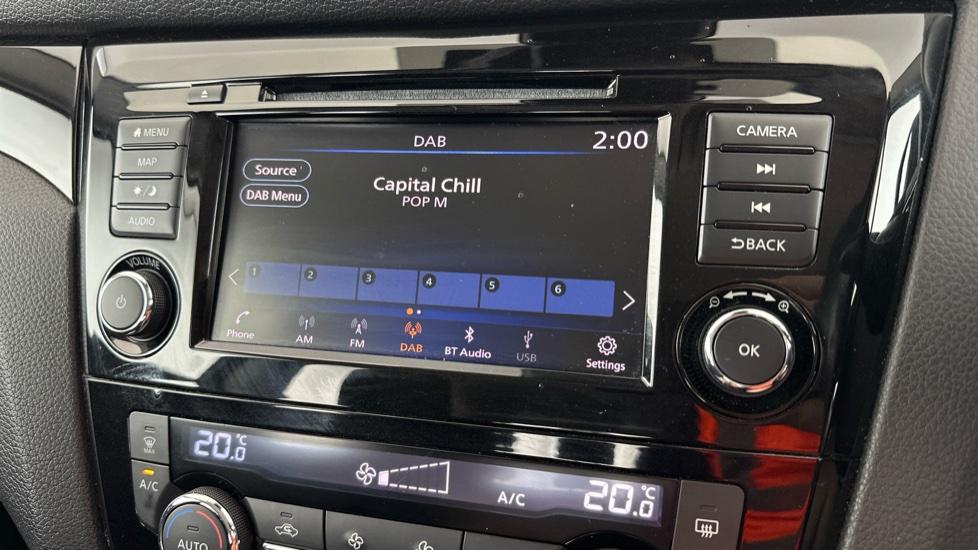 MENU
MAP
AUDIO
VOLUME
DAB
2:00
Source
DAB Menu
Capital Chill
POP M
1 2 3 4 5 6
Phone
AM
FM
DAB
BT Audio
USB
Settings
CAMERA
BACK
OK
MAX
A/C
20.0°C
A/C
20.0°C
AUTO